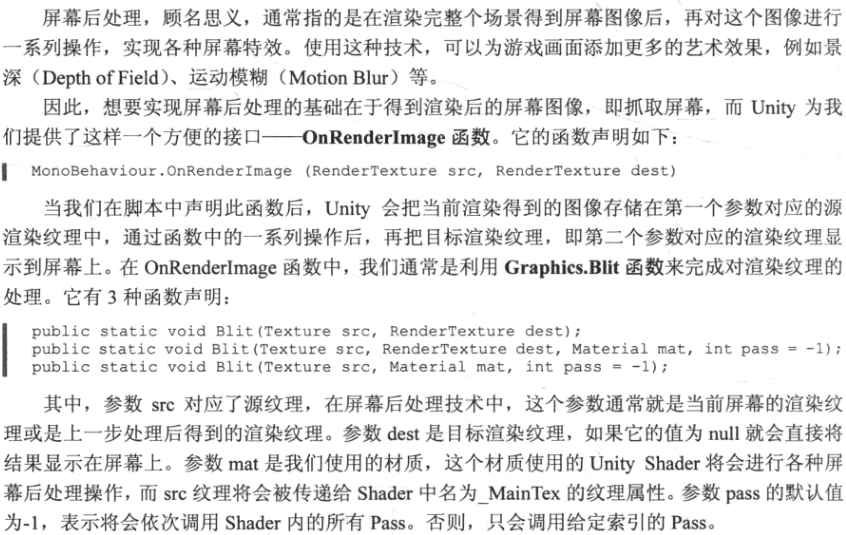 屏幕后处理，顾名思义，通常指的是在渲染完整个场景得到屏幕图像后，再对这个图像进行
一系列操作，实现各种屏幕特效。使用这种技术，可以为游戏画面添加更多的艺术效果，例如景
深（Depth of Field）、运动模糊（Motion Blur）等。
因此，想要实现屏幕后处理的基础在于得到渲染后的屏幕图像，即抓取屏幕，而 Unity 为我
们提供了这样一个方便的接口——OnRenderImage 函数。它的函数声明如下：
MonoBehaviour.OnRenderImage (RenderTexture src, RenderTexture dest)
当我们在脚本中声明此函数后，Unity 会把当前渲染得到的图像存储在第一个参数对应的源
渲染纹理中，通过函数中的一系列操作后，再把目标渲染纹理，即第二个参数对应的渲染纹理显
示到屏幕上。在 OnRenderImage 函数中，我们通常是利用 Graphics.Blit 函数来完成对渲染纹理的
处理。它有 3 种函数声明：
public static void Blit(Texture src, RenderTexture dest);
public static void Blit(Texture src, RenderTexture dest, Material mat, int pass = -1);
public static void Blit(Texture src, Material mat, int pass = -1);
其中，参数 src 对应了源纹理，在屏幕后处理技术中，这个参数通常就是当前屏幕的渲染纹
理或是上一步处理后得到的渲染纹理。参数 dest 是目标渲染纹理，如果它的值为 null 就会直接将
结果显示在屏幕上。参数 mat 是我们使用的材质，这个材质使用的 Unity Shader 将会进行各种屏
幕后处理操作，而 src 纹理将会被传递给 Shader 中名为_MainTex 的纹理属性。参数 pass 的默认值
为-1，表示将会依次调用 Shader 内的所有 Pass。否则，只会调用给定索引的 Pass。